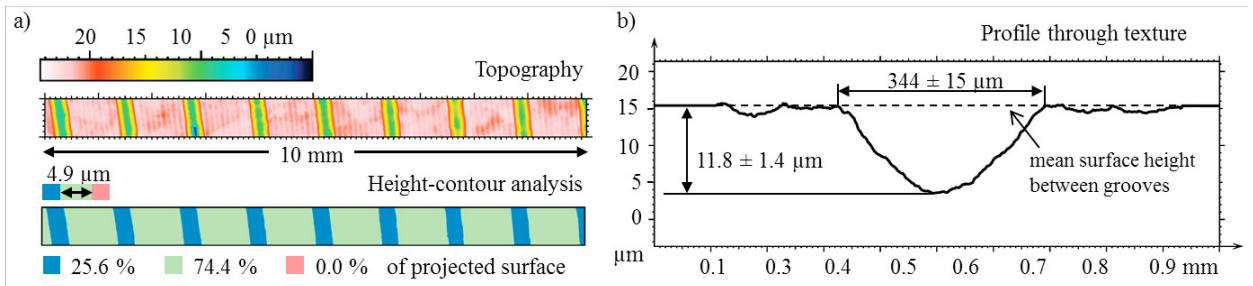 a)
20 15 10 5 0 µm
Topography
10 mm
4.9 µm
Height-contour analysis
25.6 % 74.4 % 0.0 % of projected surface
b)
Profile through texture
20
15
10
5
0
µm
344 ± 15 µm
11.8 ± 1.4 µm
mean surface height
between grooves
0.1 0.3 0.4 0.5 0.6 0.7 0.8 0.9 mm